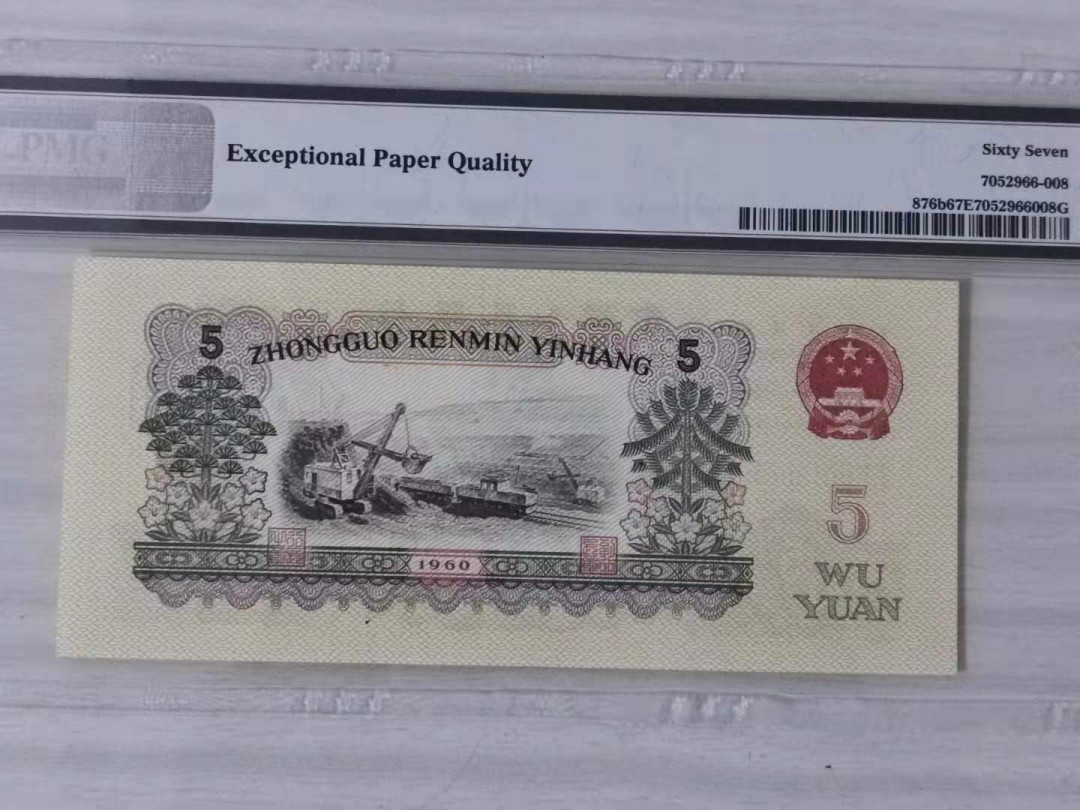 PMG
Exceptional Paper Quality
Sixty Seven
7052966-008
876b67E7052966008G
5 ZHONGGUO RENMIN YINHANG 5
5
1960
WU
YUAN